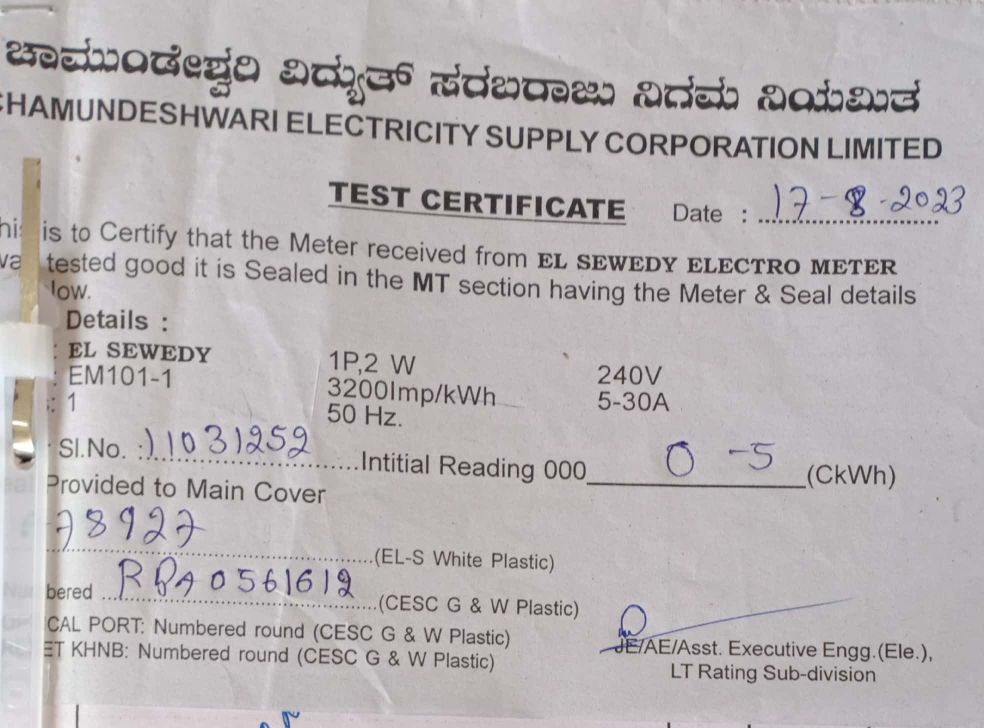 ಚಾಮುಂಡೇಶ್ವರಿ ವಿದ್ಯುತ್ ಸರಬರಾಜು ನಿಗಮ ನಿಯಮಿತ
CHAMUNDESHWARI ELECTRICITY SUPPLY CORPORATION LIMITED
TEST CERTIFICATE Date : 17-8-2023
is to Certify that the Meter received from EL SEWEDY ELECTRO METER
tested good it is Sealed in the MT section having the Meter & Seal details
low.
Details :
: EL SEWEDY 1P,2 W 240V
: EM101-1 3200Imp/kWh 5-30A
: 1 50 Hz.
Sl.No. : 11031252 Intitial Reading 000 0-5 (CkWh)
Provided to Main Cover
78927 (EL-S White Plastic)
bered (CESC G & W Plastic)
CAL PORT: Numbered round (CESC G & W Plastic)
ET KHNB: Numbered round (CESC G & W Plastic)
JE/AE/Asst. Executive Engg.(Ele.),
LT Rating Sub-division